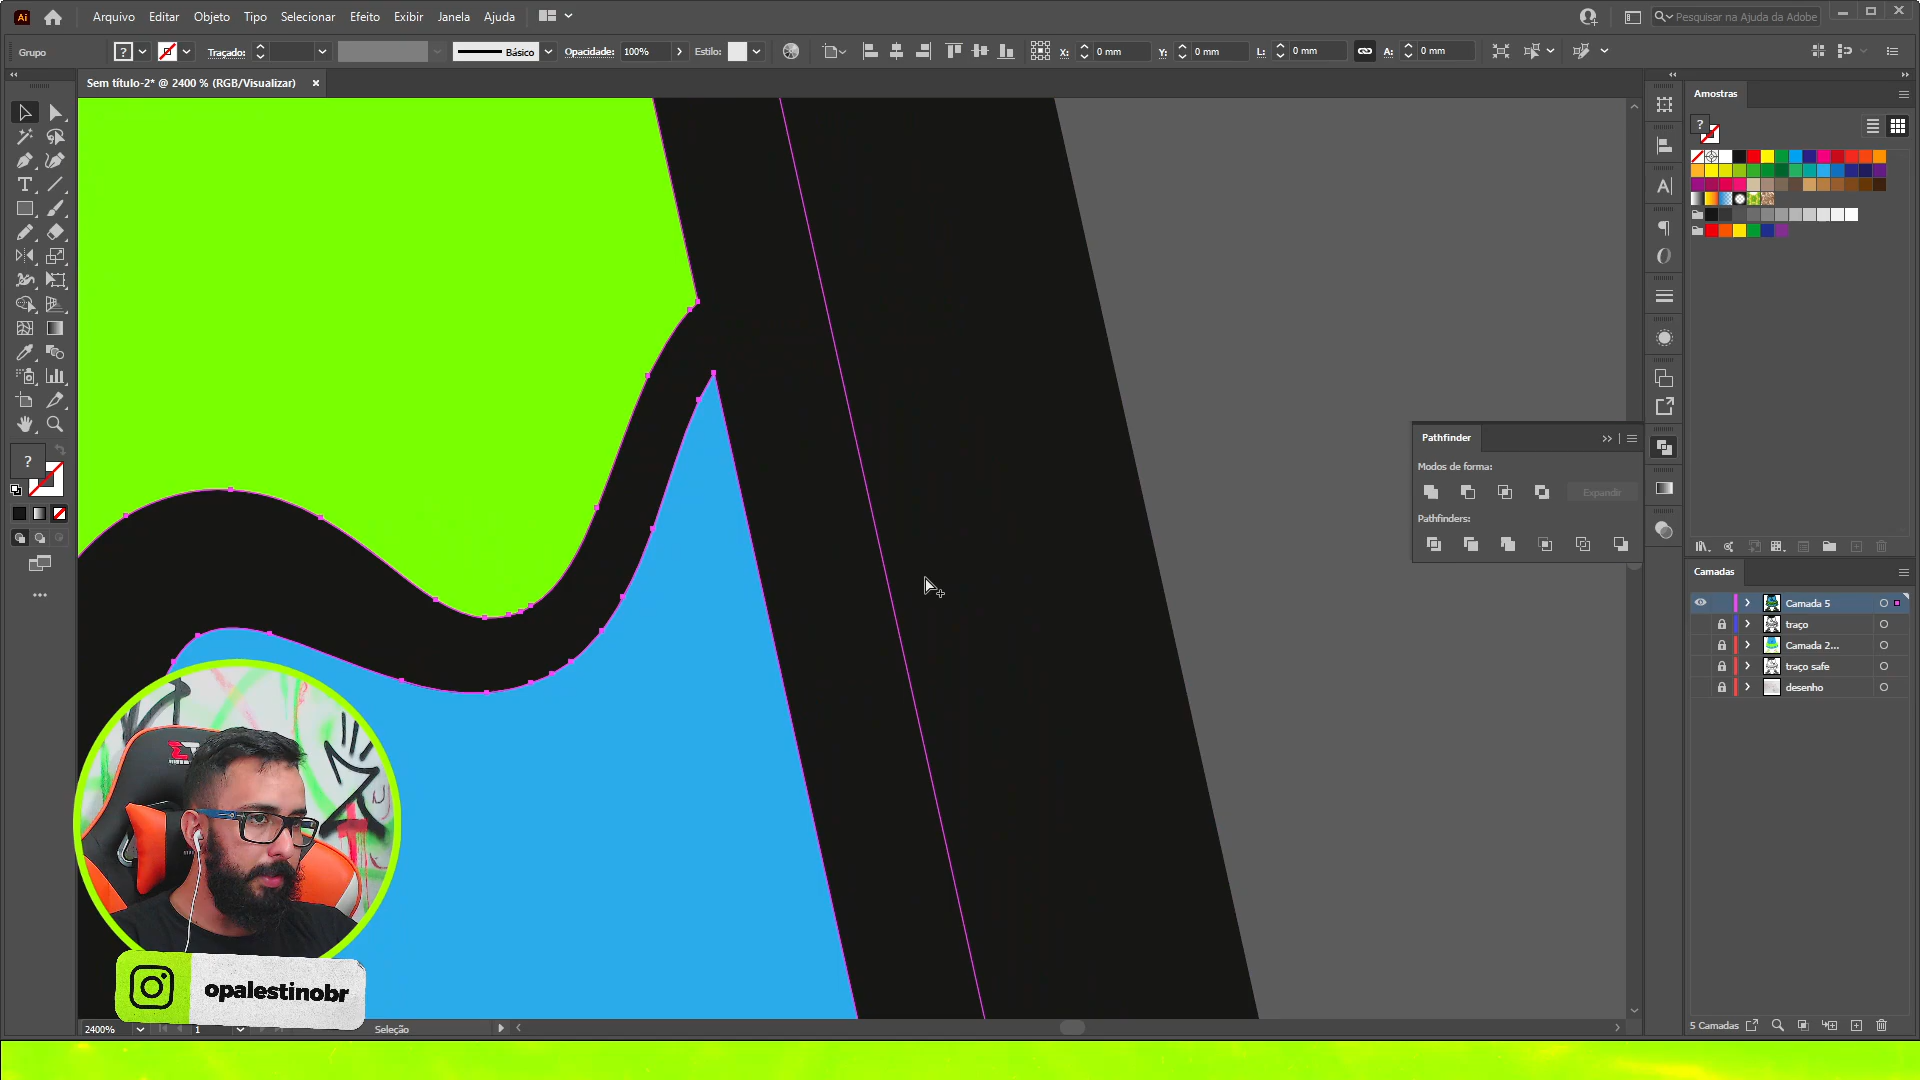 Ai Arquivo Editar Objeto Tipo Selecionar Efeito Exibir Janela Ajuda Pesquisar na Ajuda da Adobe
Grupo ? Traçado: Básico Opacidade: 100% Estilo: X: 0 mm Y: 0 mm L: 0 mm A: 0 mm
Sem título-2* @ 2400 % (RGB/Visualizar)
Amostras
?
Pathfinder
Modos de forma:
Expandir
Pathfinders:
?
Camadas
Camada 5
traço
Camada 2...
traço safe
desenho
opalestinobr
2400% 1 Seleção
5 Camadas